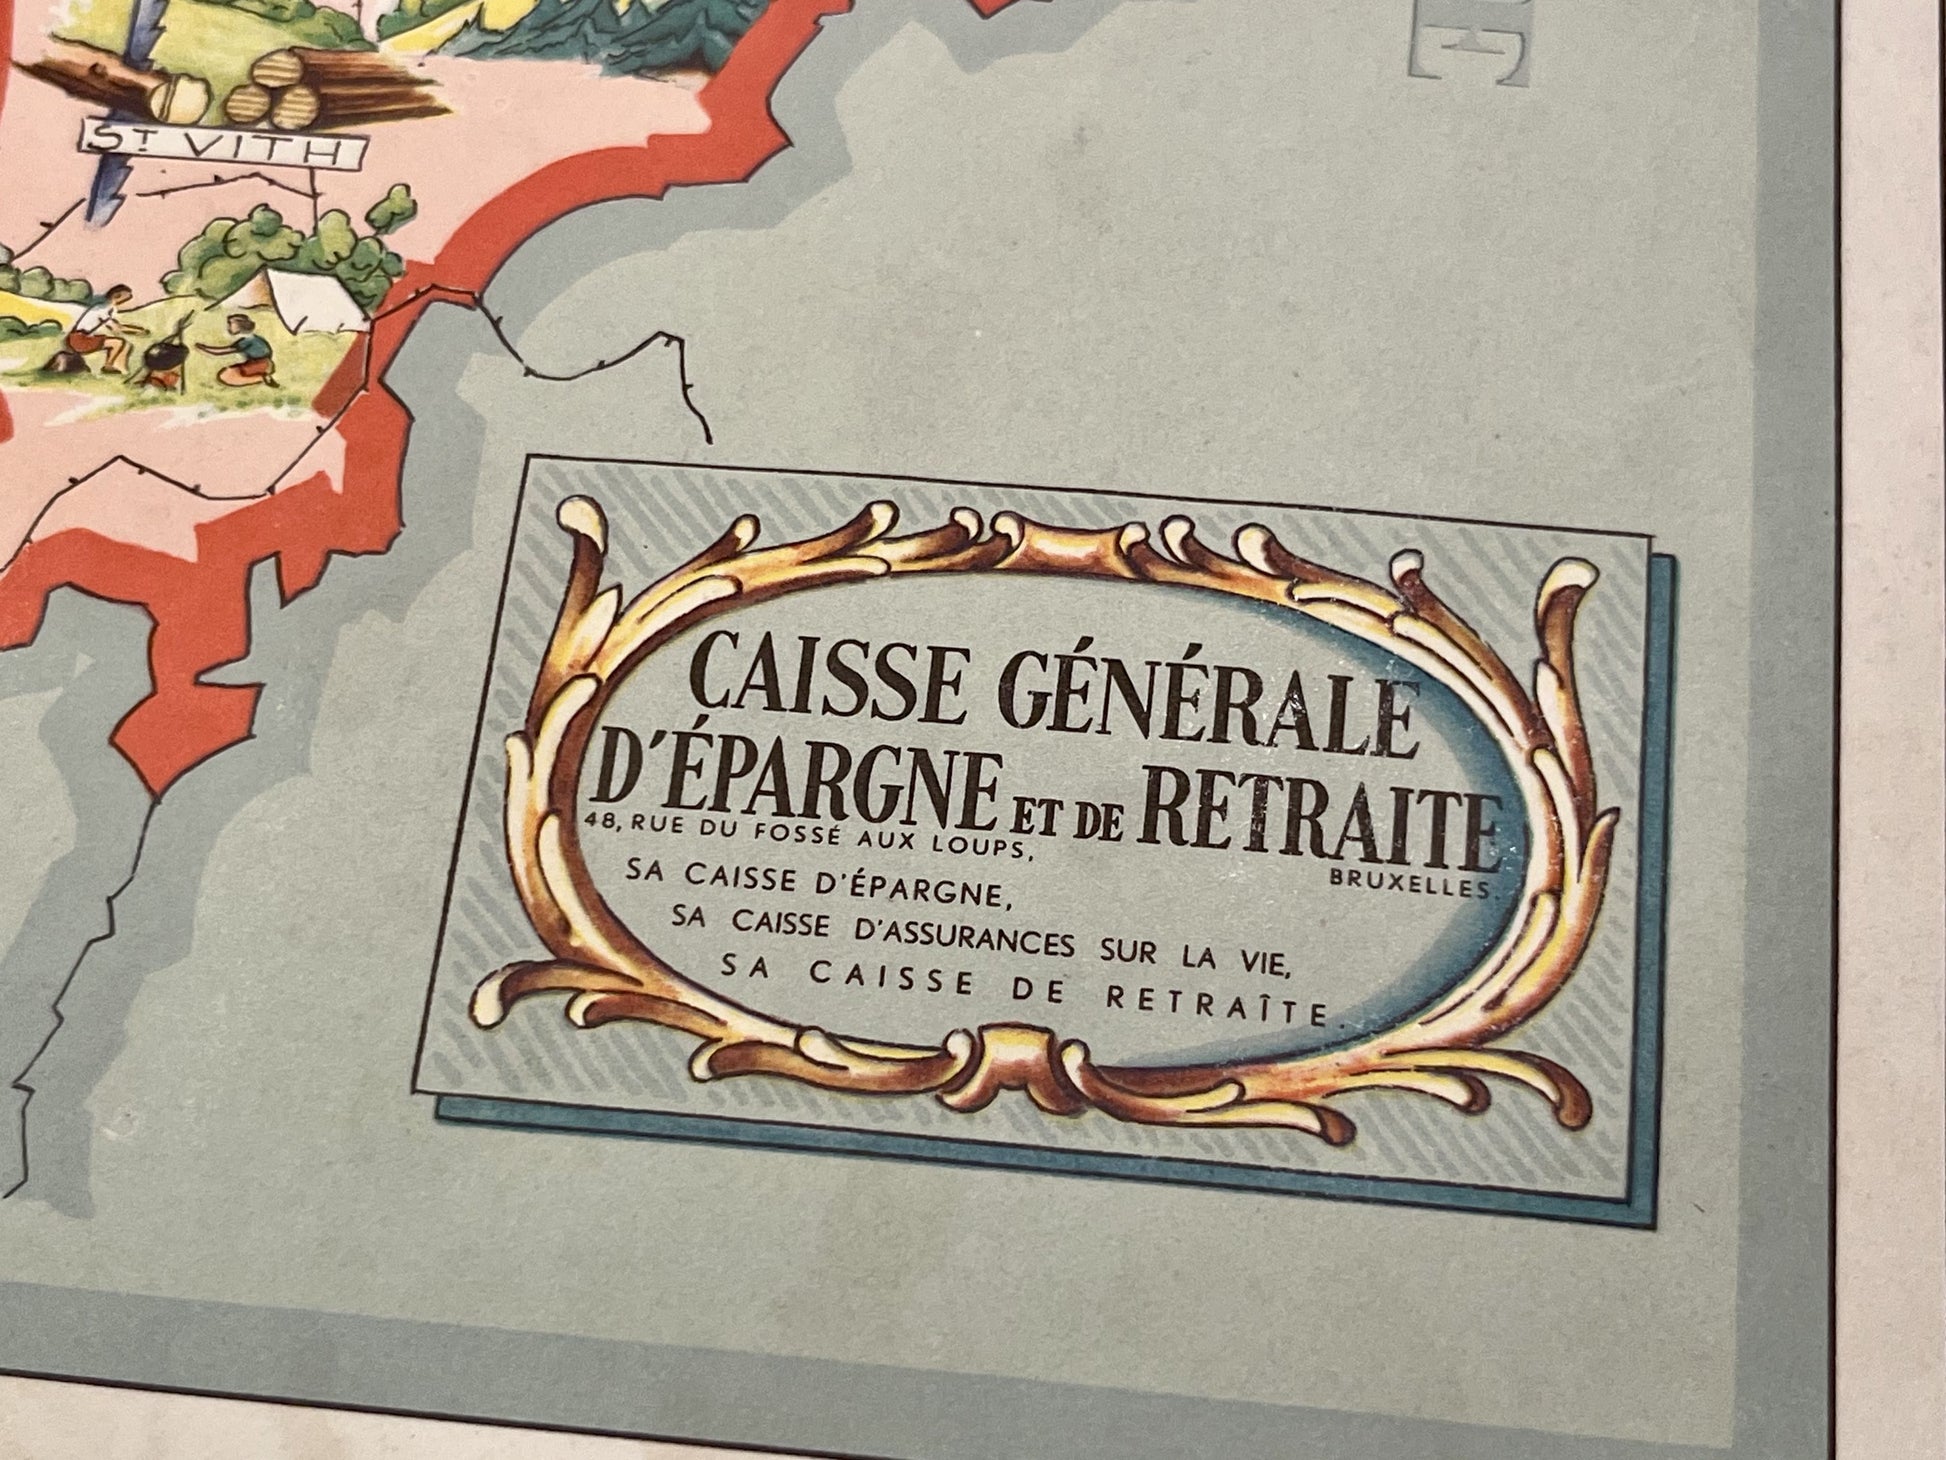 ST VITH
CAISSE GÉNÉRALE
D'ÉPARGNE ET DE RETRAITE
48, RUE DU FOSSÉ AUX LOUPS,
BRUXELLES.
SA CAISSE D'ÉPARGNE,
SA CAISSE D'ASSURANCES SUR LA VIE,
SA CAISSE DE RETRAÎTE.